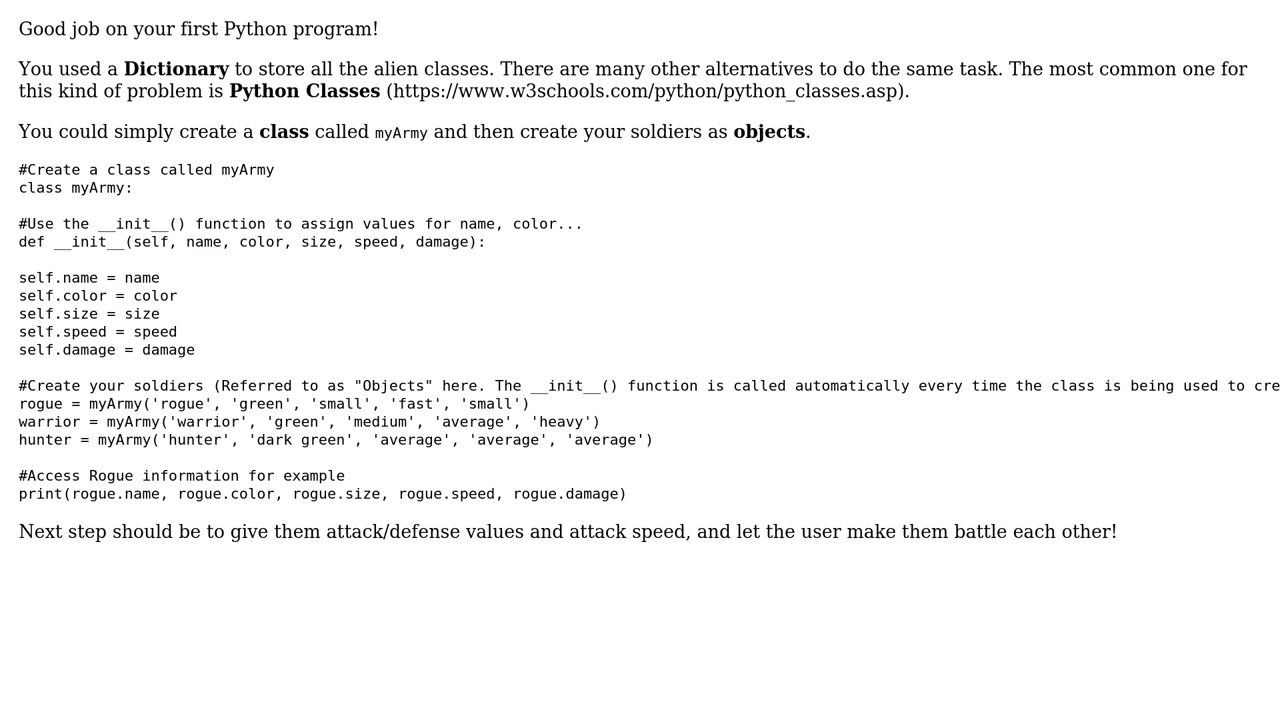 Good job on your first Python program!
You used a Dictionary to store all the alien classes. There are many other alternatives to do the same task. The most common one for
this kind of problem is Python Classes (https://www.w3schools.com/python/python_classes.asp).
You could simply create a class called myArmy and then create your soldiers as objects.
#Create a class called myArmy
class myArmy:
#Use the __init__() function to assign values for name, color...
def __init__(self, name, color, size, speed, damage):
self.name = name
self.color = color
self.size = size
self.speed = speed
self.damage = damage
#Create your soldiers (Referred to as "Objects" here. The __init__() function is called automatically every time the class is being used to cre
rogue = myArmy('rogue', 'green', 'small', 'fast', 'small')
warrior = myArmy('warrior', 'green', 'medium', 'average', 'heavy')
hunter = myArmy('hunter', 'dark green', 'average', 'average', 'average')
#Access Rogue information for example
print(rogue.name, rogue.color, rogue.size, rogue.speed, rogue.damage)
Next step should be to give them attack/defense values and attack speed, and let the user make them battle each other!